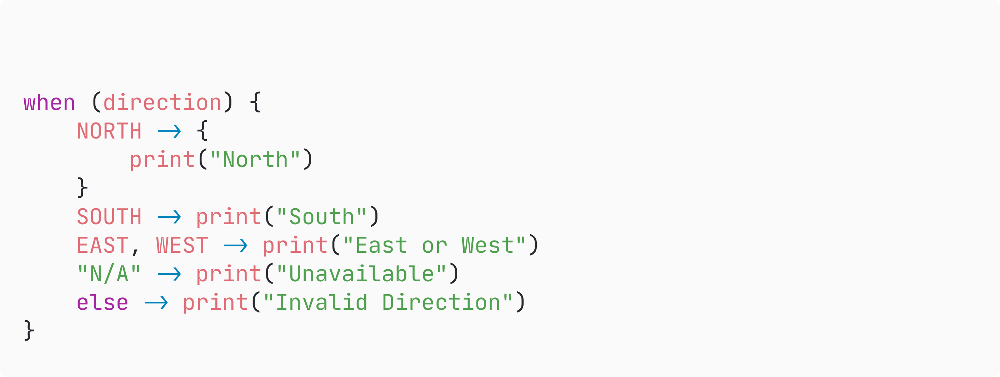 when (direction) {
    NORTH -> {
        print("North")
    }
    SOUTH -> print("South")
    EAST, WEST -> print("East or West")
    "N/A" -> print("Unavailable")
    else -> print("Invalid Direction")
}